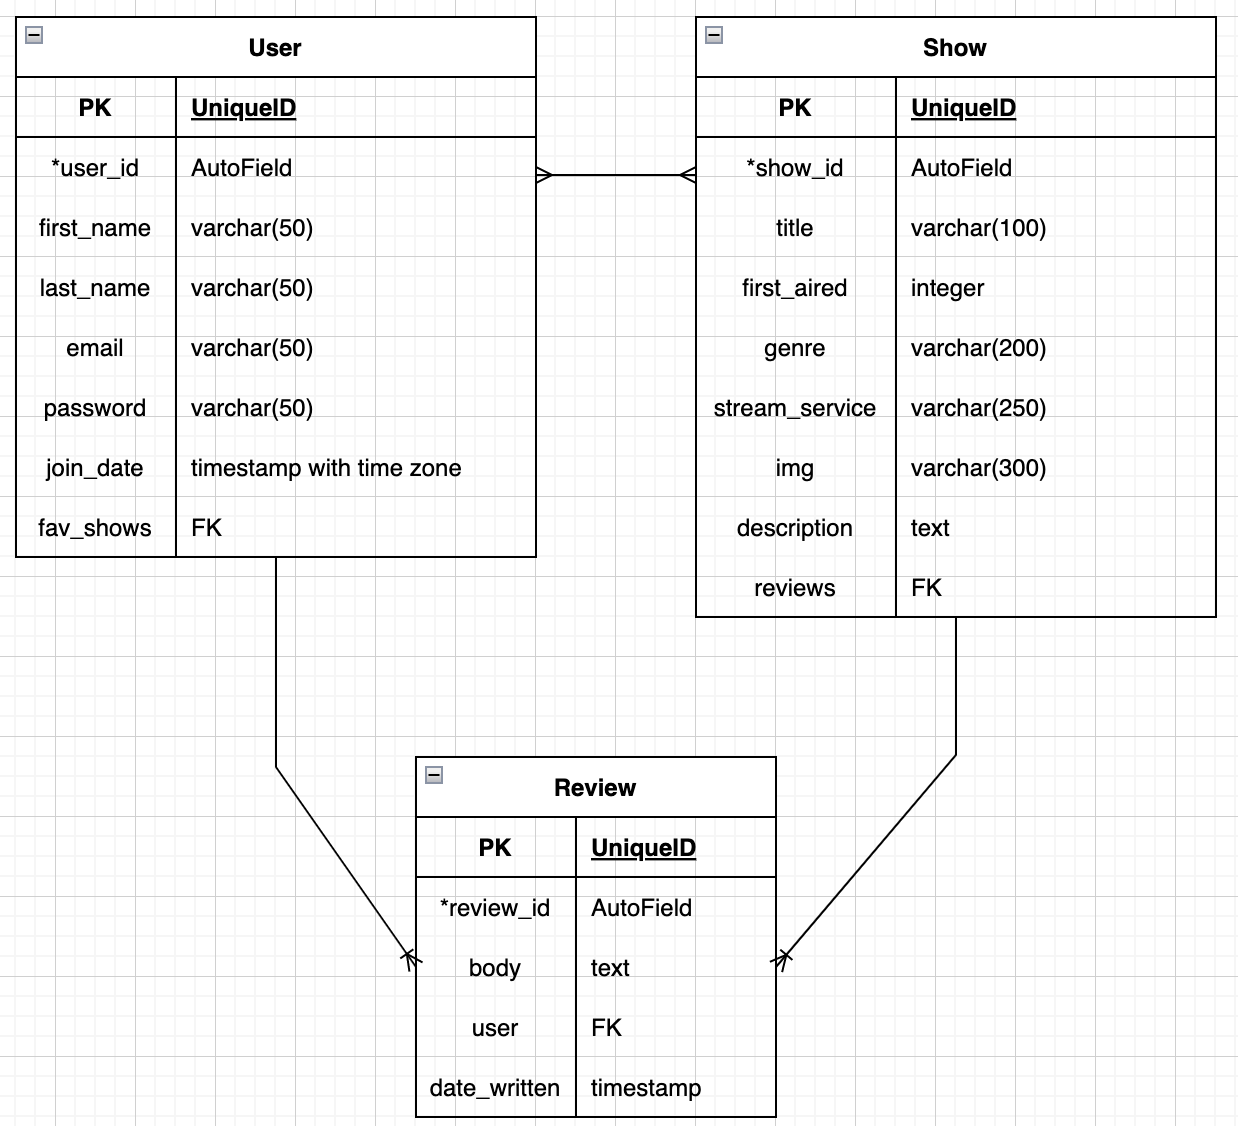 User
PK UniqueID
*user_id AutoField
first_name varchar(50)
last_name varchar(50)
email varchar(50)
password varchar(50)
join_date timestamp with time zone
fav_shows FK
Show
PK UniqueID
*show_id AutoField
title varchar(100)
first_aired integer
genre varchar(200)
stream_service varchar(250)
img varchar(300)
description text
reviews FK
Review
PK UniqueID
*review_id AutoField
body text
user FK
date_written timestamp